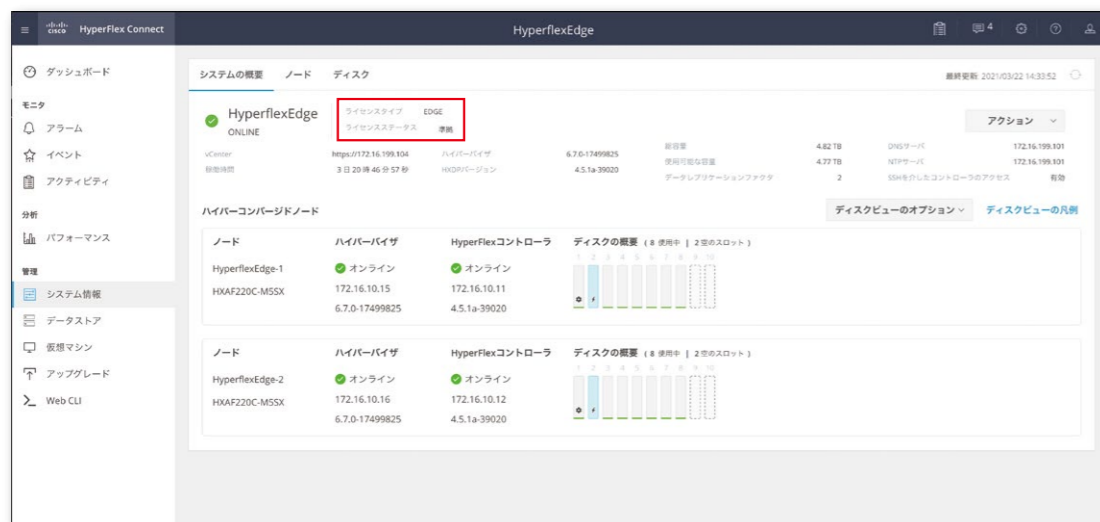 cisco HyperFlex Connect
HyperflexEdge
4
ダッシュボード
モニタ
アラーム
イベント
アクティビティ
分析
パフォーマンス
管理
システム情報
データストア
仮想マシン
アップグレード
Web CLI
システムの概要 ノード ディスク
最終更新 2021/03/22 14:33:52
HyperflexEdge
ONLINE
ライセンスタイプ EDGE
ライセンスステータス 準拠
アクション
vCenter https://172.16.199.104
稼働時間 3 日 20 時 46 分 57 秒
ハイパーバイザ 6.7.0-17499825
HXDPバージョン 4.5.1a-39020
総容量 4.82 TB
使用可能な容量 4.77 TB
データレプリケーションファクタ 2
DNSサーバ 172.16.199.101
NTPサーバ 172.16.199.101
SSHを介したコントローラのアクセス 有効
ハイパーコンバージドノード
ディスクビューのオプション ディスクビューの凡例
ノード ハイパーバイザ HyperFlexコントローラ ディスクの概要 ( 8 使用中 | 2 空のスロット )
1 2 3 4 5 6 7 8 9 10
HyperflexEdge-1 オンライン オンライン
HXAF220C-M5SX 172.16.10.15 172.16.10.11
6.7.0-17499825 4.5.1a-39020
ノード ハイパーバイザ HyperFlexコントローラ ディスクの概要 ( 8 使用中 | 2 空のスロット )
1 2 3 4 5 6 7 8 9 10
HyperflexEdge-2 オンライン オンライン
HXAF220C-M5SX 172.16.10.16 172.16.10.12
6.7.0-17499825 4.5.1a-39020